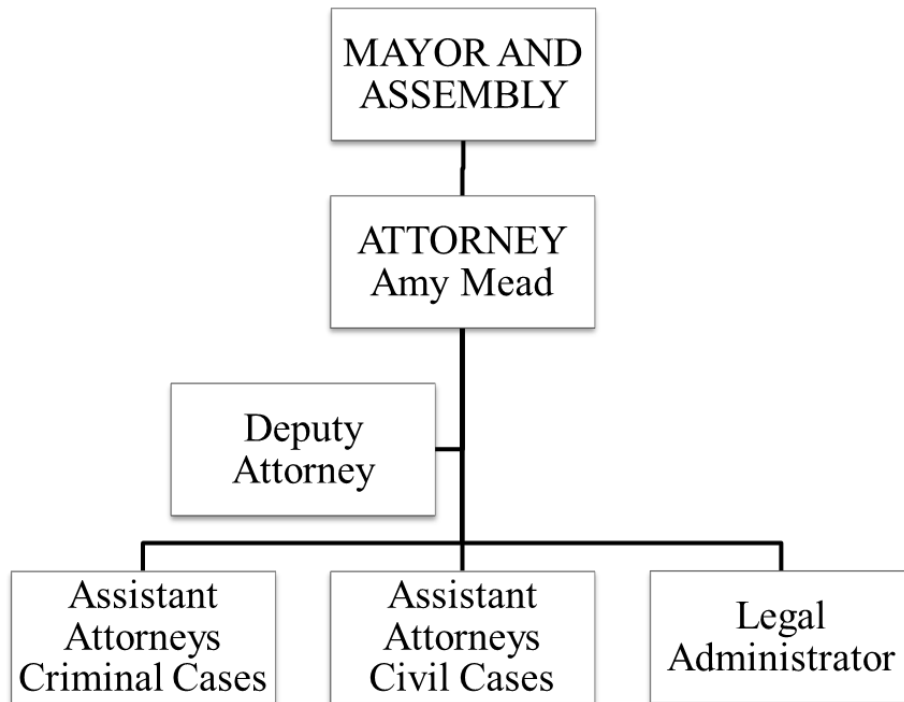 MAYOR AND
ASSEMBLY
ATTORNEY
Amy Mead
Deputy
Attorney
Assistant
Attorneys
Criminal Cases
Assistant
Attorneys
Civil Cases
Legal
Administrator